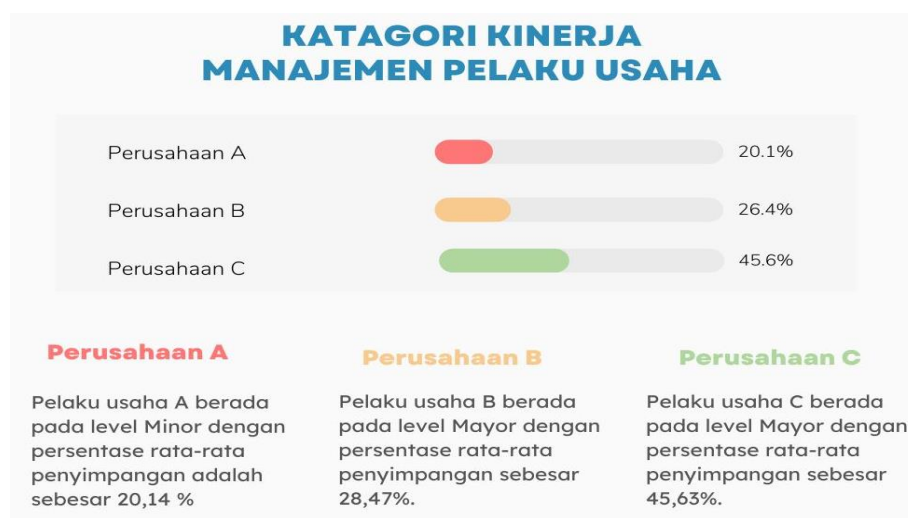 KATAGORI KINERJA
MANAJEMEN PELAKU USAHA
Perusahaan A 20.1%
Perusahaan B 26.4%
Perusahaan C 45.6%
Perusahaan A
Pelaku usaha A berada
pada level Minor dengan
persentase rata-rata
penyimpangan adalah
sebesar 20,14 %
Perusahaan B
Pelaku usaha B berada
pada level Mayor dengan
persentase rata-rata
penyimpangan sebesar
28,47%.
Perusahaan C
Pelaku usaha C berada
pada level Mayor dengan
persentase rata-rata
penyimpangan sebesar
45,63%.